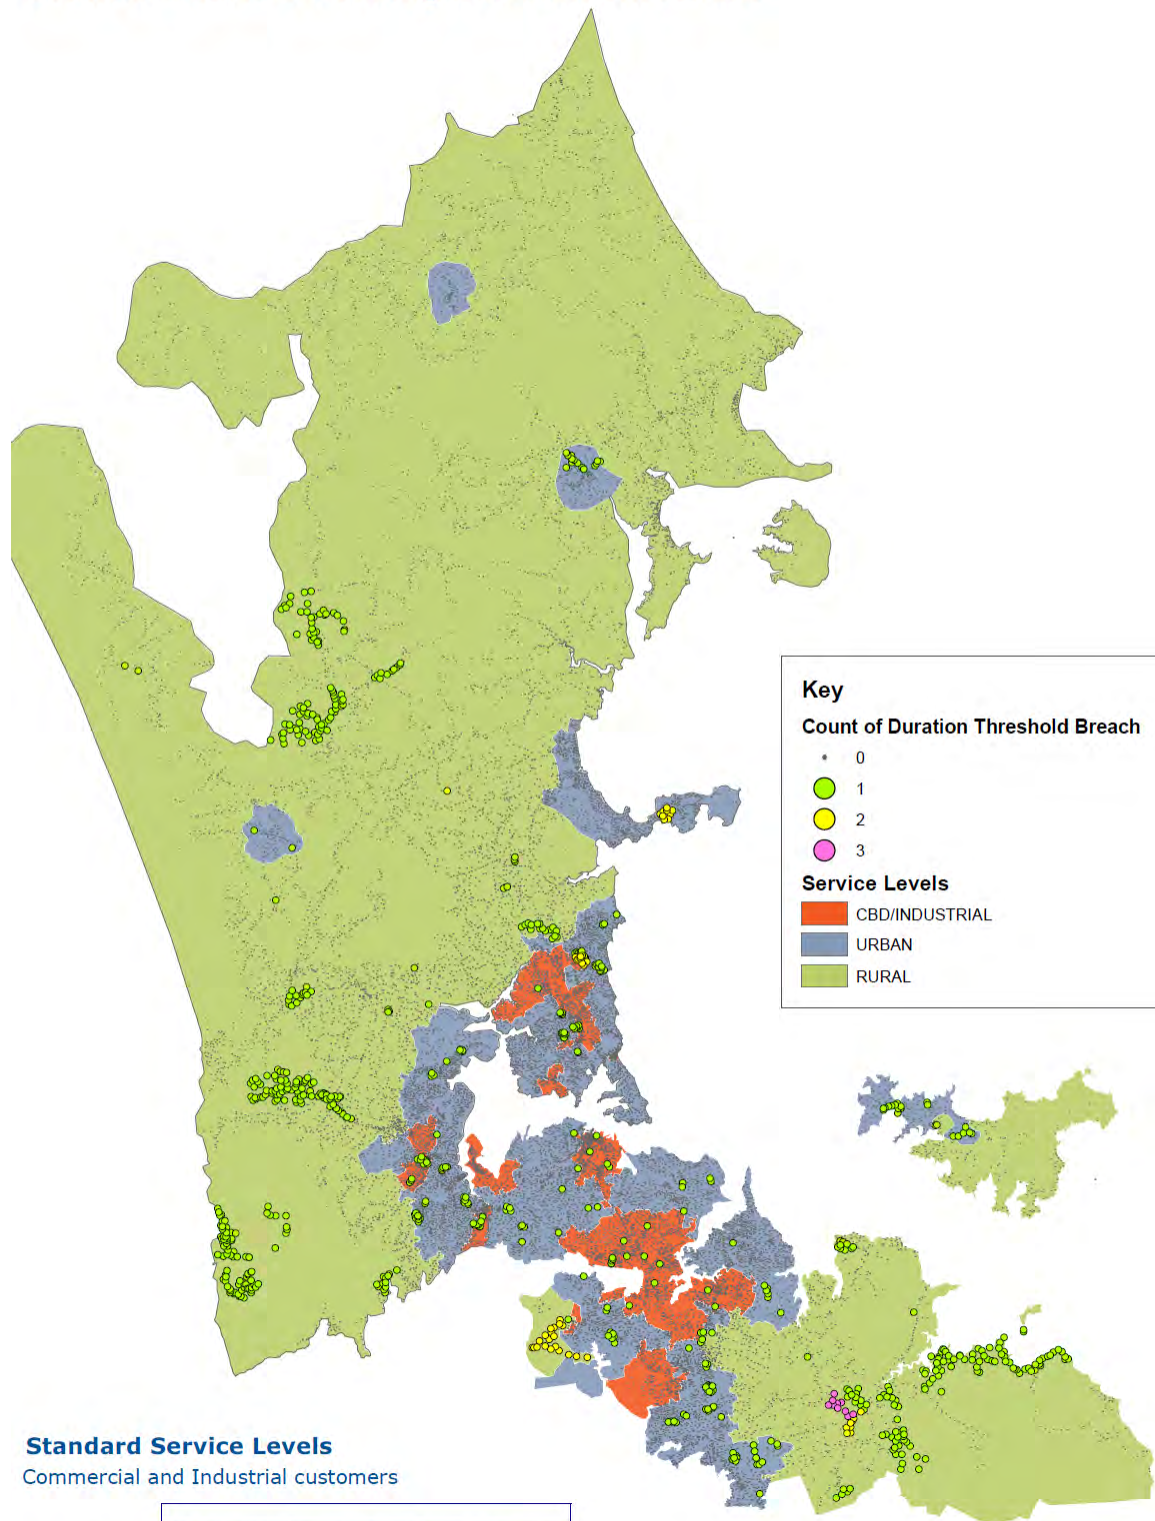 Key
Count of Duration Threshold Breach
0
1
2
3
Service Levels
CBD/INDUSTRIAL
URBAN
RURAL
Standard Service Levels
Commercial and Industrial customers